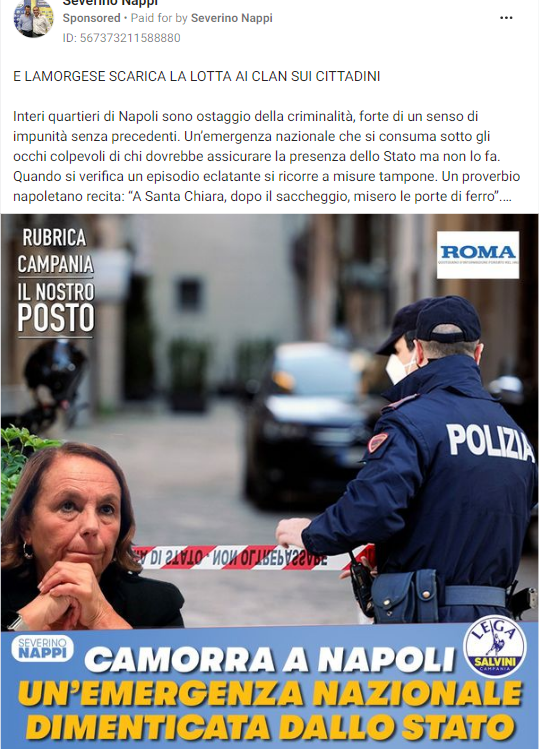 Severino Nappi
Sponsored • Paid for by Severino Nappi
ID: 567373211588880
E LAMORGESE SCARICA LA LOTTA AI CLAN SUI CITTADINI
Interi quartieri di Napoli sono ostaggio della criminalità, forte di un senso di
impunità senza precedenti. Un'emergenza nazionale che si consuma sotto gli
occhi colpevoli di chi dovrebbe assicurare la presenza dello Stato ma non lo fa.
Quando si verifica un episodio eclatante si ricorre a misure tampone. Un proverbio
napoletano recita: “A Santa Chiara, dopo il saccheggio, misero le porte di ferro”....
RUBRICA
CAMPANIA
IL NOSTRO
POSTO
ROMA
POLIZIA
DI STATO • NON OLTREPASSARE
SEVERINO
NAPPI
LEGA
SALVINI
CAMPANIA
CAMORRA A NAPOLI
UN'EMERGENZA NAZIONALE
DIMENTICATA DALLO STATO